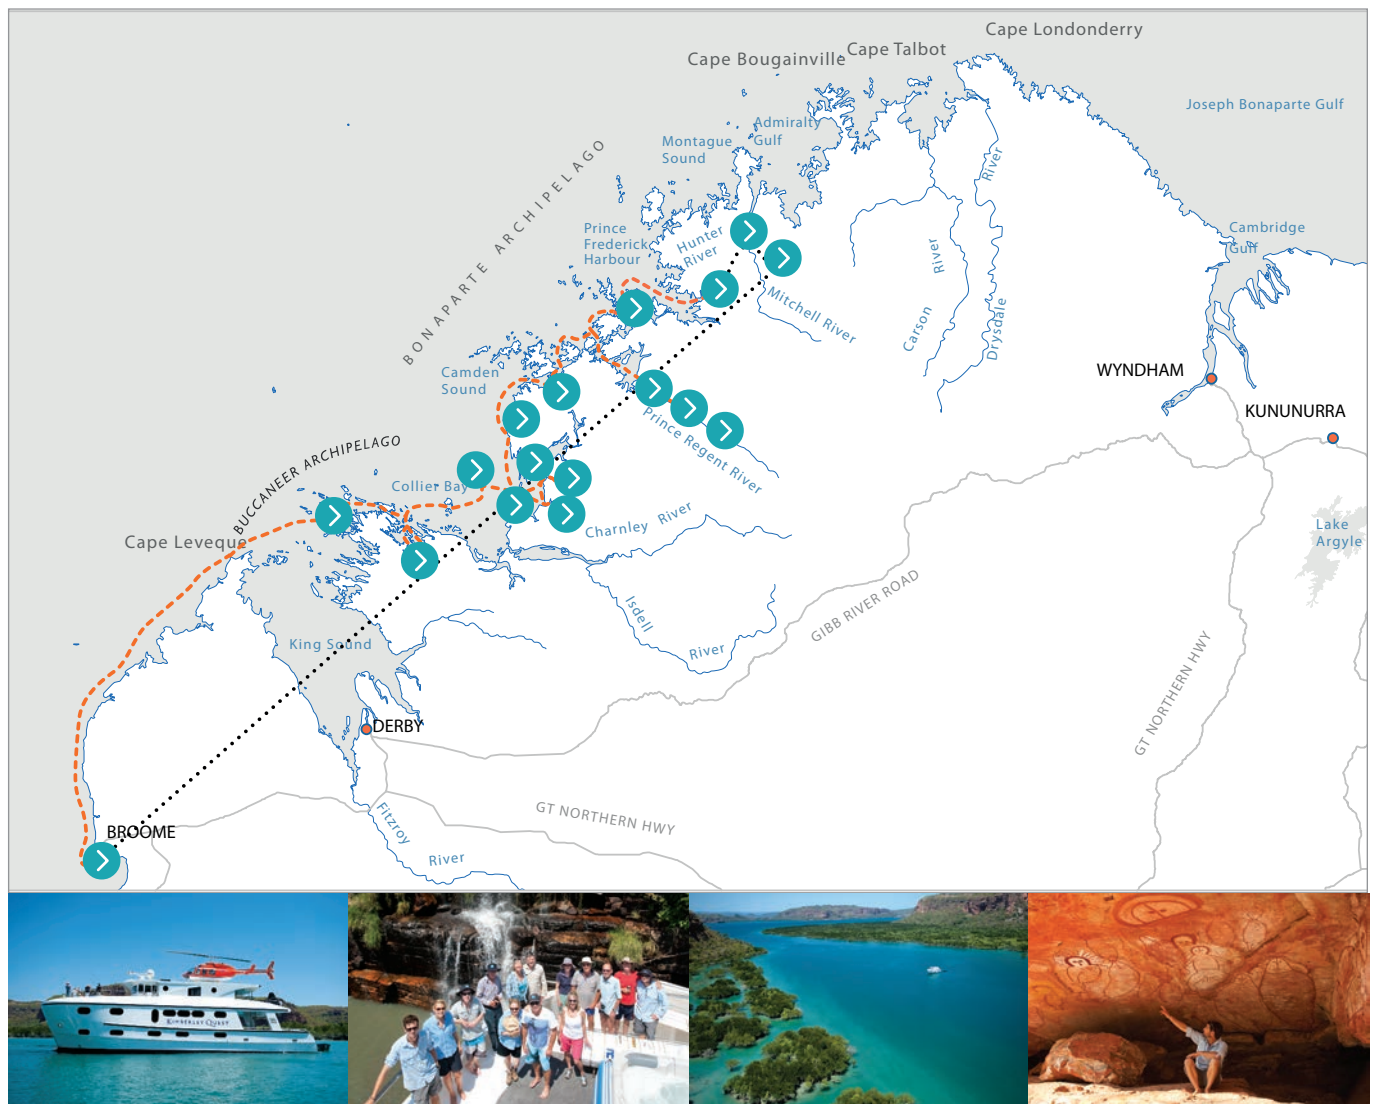 Cape Londonderry
Cape Talbot
Cape Bougainville
Joseph Bonaparte Gulf
Admiralty
Gulf
Montague
Sound
BONAPARTE ARCHIPELAGO
River
Prince
Frederick
Harbour
Hunter
River
Cambridge
Gulf
River
Mitchell River
Carson
Drysdale
Camden
Sound
WYNDHAM
KUNUNURRA
Prince Regent River
BUCCANEER ARCHIPELAGO
Collier Bay
Charnley River
Lake
Argyle
Cape Leveque
GIBB RIVER ROAD
Isdell
River
King Sound
GT NORTHERN HWY
DERBY
GT NORTHERN HWY
BROOME
Fitzroy
River
KIMBERLEY QUEST